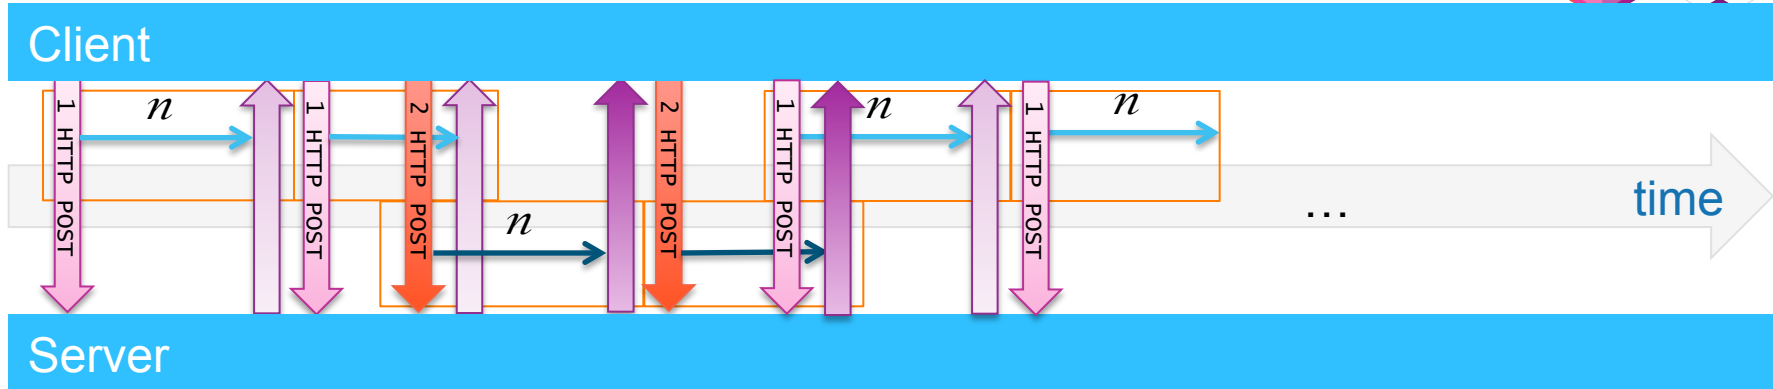 Client
1 HTTP POST
n
1 HTTP POST
2 HTTP POST
n
2 HTTP POST
1 HTTP POST
n
1 HTTP POST
n
...
time
Server